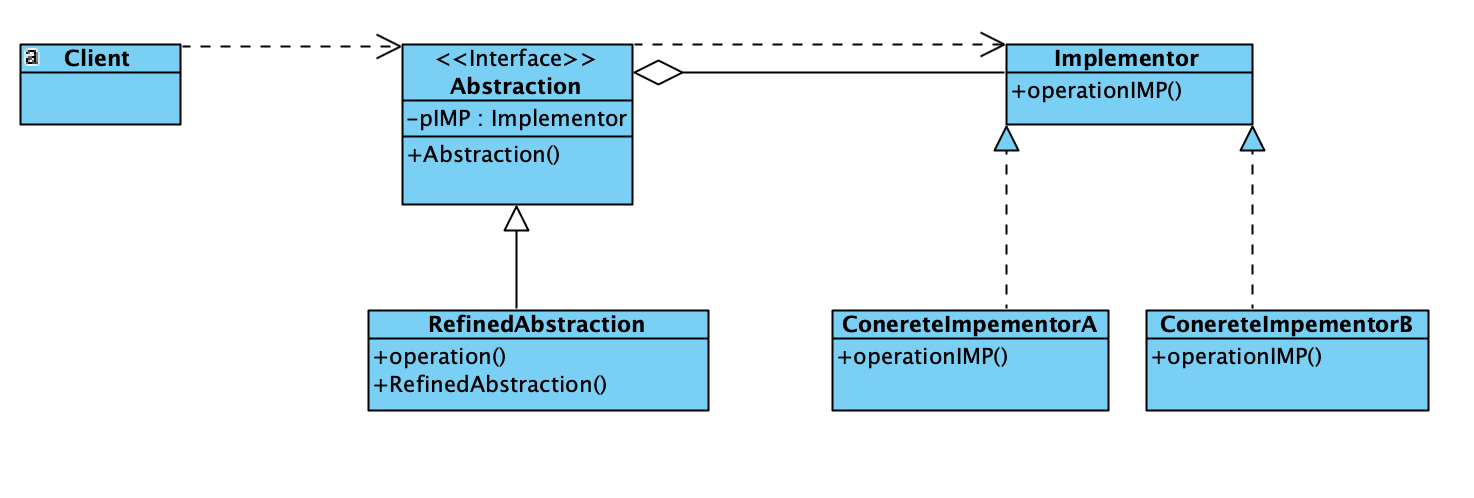 a Client
<<Interface>>
Abstraction
-pIMP : Implementor
+Abstraction()
Implementor
+operationIMP()
RefinedAbstraction
+operation()
+RefinedAbstraction()
ConereteImpementorA
+operationIMP()
ConereteImpementorB
+operationIMP()